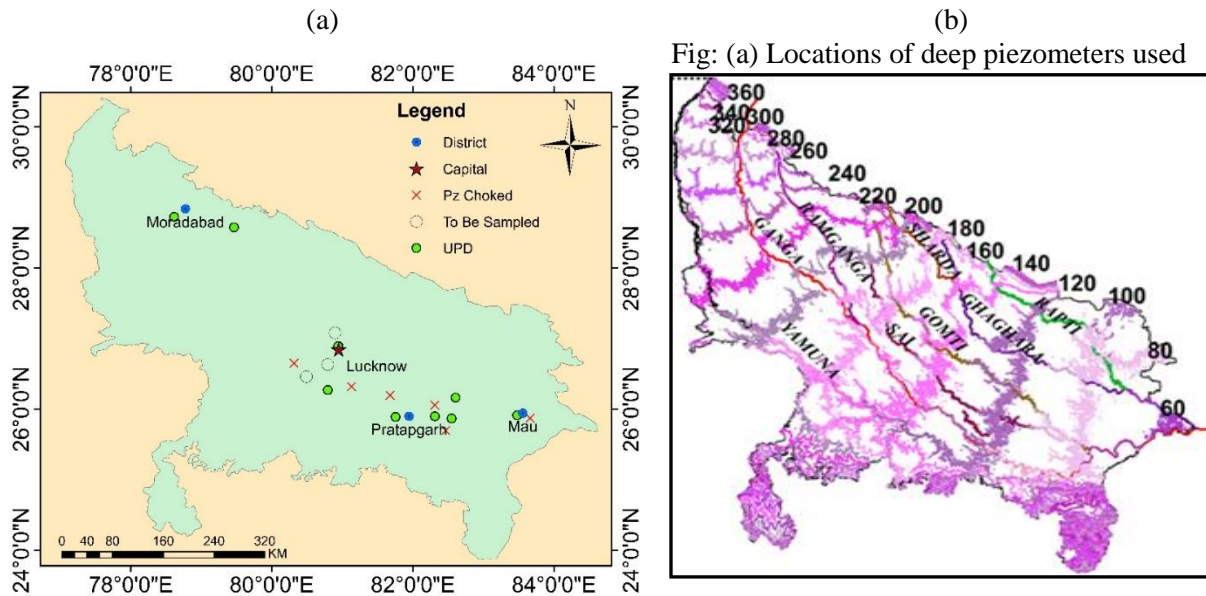 (a)
(b)
Fig: (a) Locations of deep piezometers used
78°0'0"E
80°0'0"E
82°0'0"E
84°0'0"E
30°0'0"N
28°0'0"N
26°0'0"N
24°0'0"N
Legend
District
Capital
Pz Choked
To Be Sampled
UPD
N
Moradabad
Lucknow
Pratapgarh
Mau
0 40 80 160 240 320
KM
30°0'0"N
28°0'0"N
26°0'0"N
24°0'0"N
78°0'0"E
80°0'0"E
82°0'0"E
84°0'0"E
360
340
320
300
280
260
240
220
200
180
160
140
120
100
80
60
GANGA
RAMGANGA
SHARDA
YAMUNA
SAI
GOMTI
GHAGHARA
RAPTI